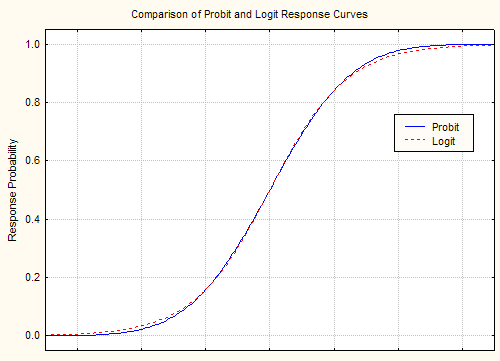 Comparison of Probit and Logit Response Curves
1.0
0.8
0.6
0.4
0.2
0.0
Response Probability
Probit
Logit